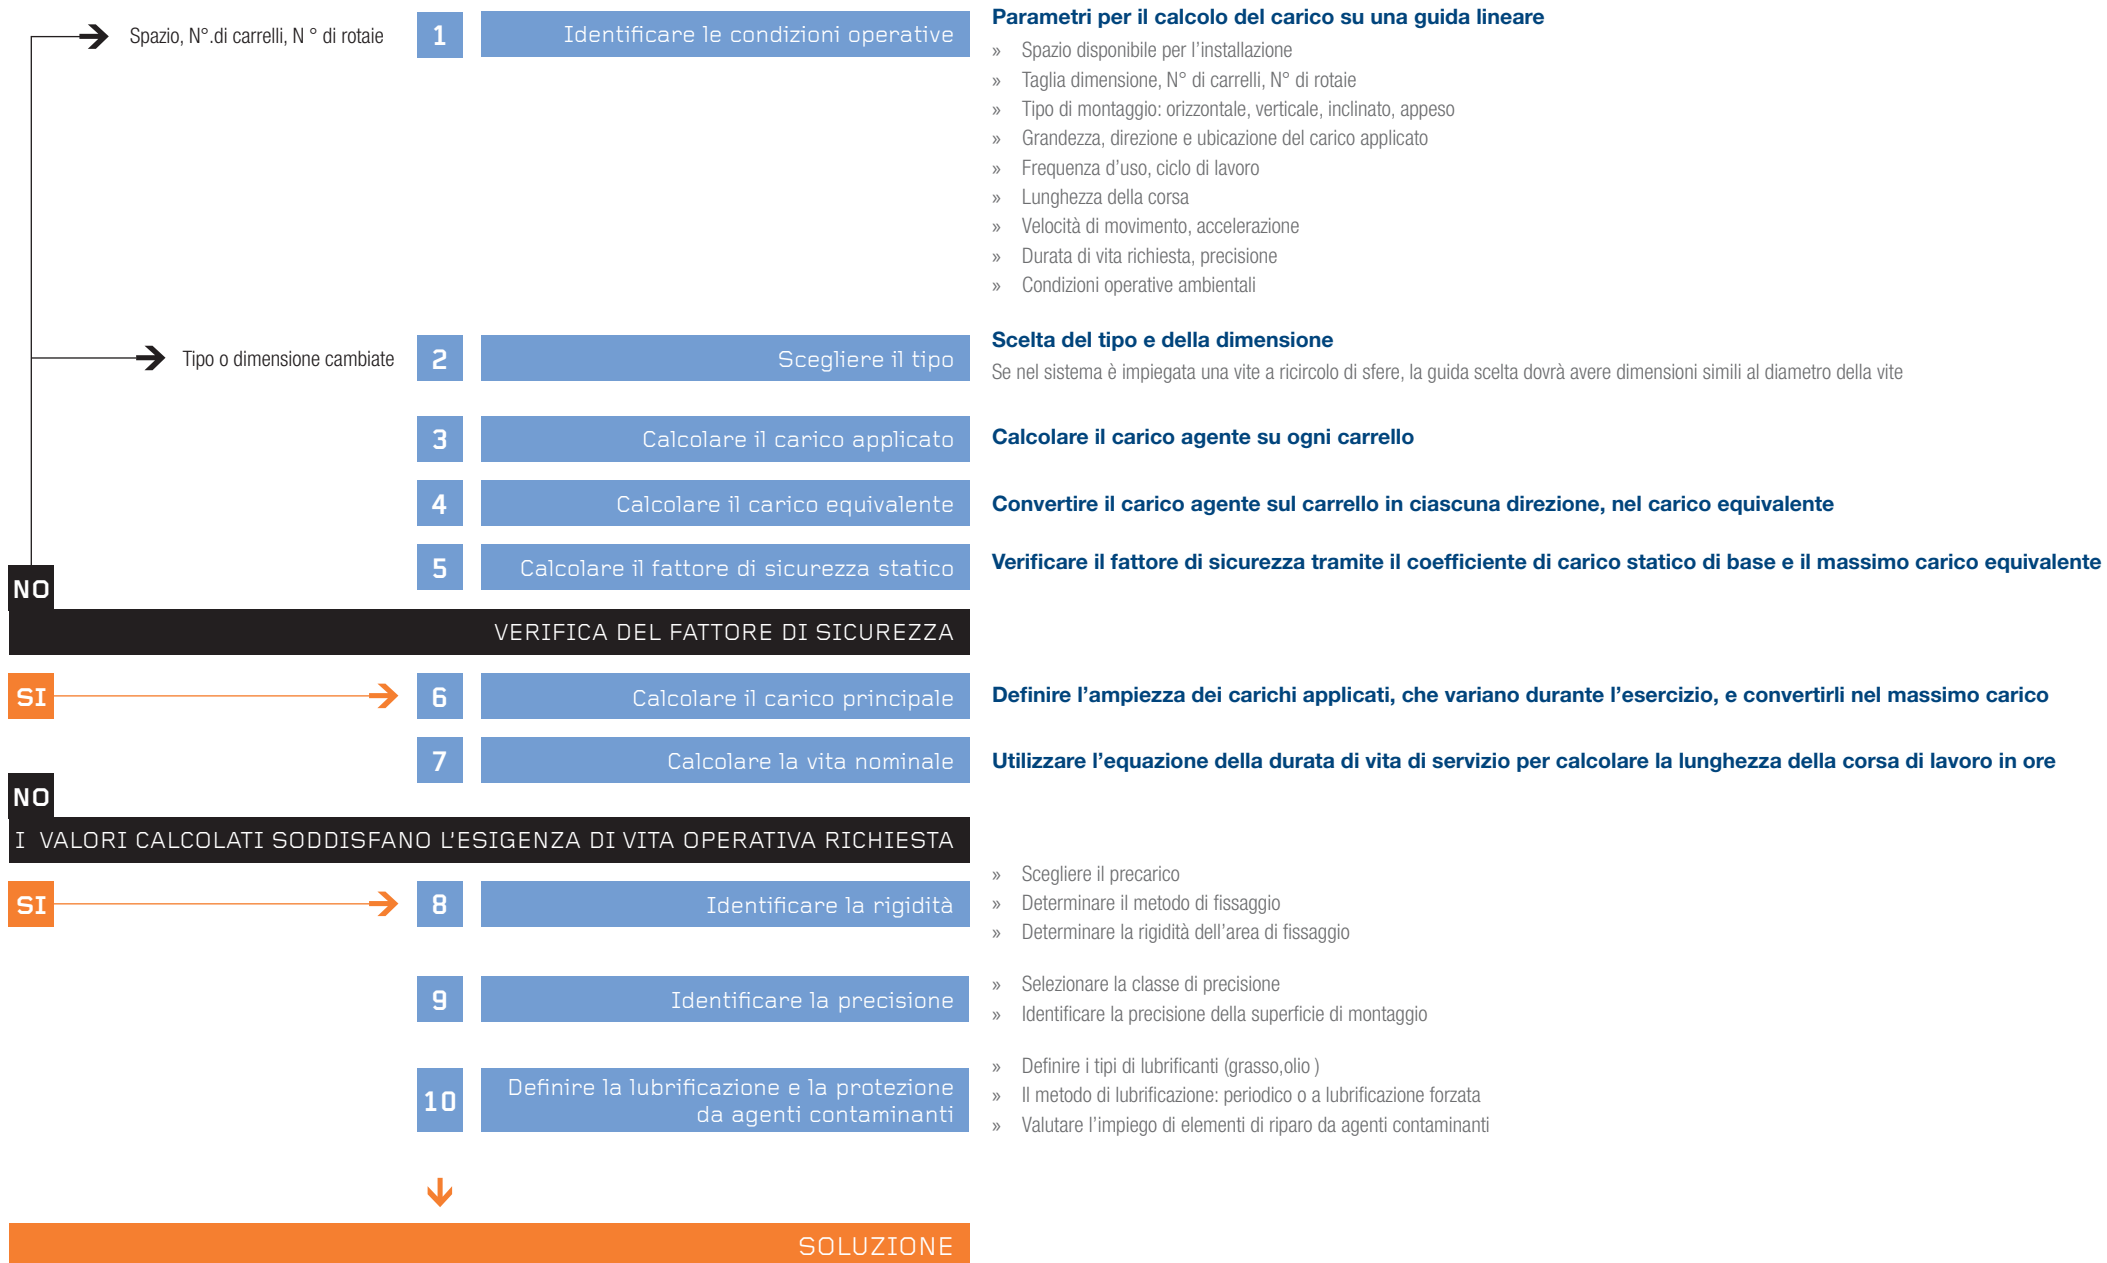 Spazio, N°.di carrelli, N ° di rotaie
1
Identificare le condizioni operative
Parametri per il calcolo del carico su una guida lineare
» Spazio disponibile per l'installazione
» Taglia dimensione, N° di carrelli, N° di rotaie
» Tipo di montaggio: orizzontale, verticale, inclinato, appeso
» Grandezza, direzione e ubicazione del carico applicato
» Frequenza d'uso, ciclo di lavoro
» Lunghezza della corsa
» Velocità di movimento, accelerazione
» Durata di vita richiesta, precisione
» Condizioni operative ambientali
Tipo o dimensione cambiate
2
Scegliere il tipo
Scelta del tipo e della dimensione
Se nel sistema è impiegata una vite a ricircolo di sfere, la guida scelta dovrà avere dimensioni simili al diametro della vite
3
Calcolare il carico applicato
Calcolare il carico agente su ogni carrello
4
Calcolare il carico equivalente
Convertire il carico agente sul carrello in ciascuna direzione, nel carico equivalente
5
Calcolare il fattore di sicurezza statico
Verificare il fattore di sicurezza tramite il coefficiente di carico statico di base e il massimo carico equivalente
NO
VERIFICA DEL FATTORE DI SICUREZZA
SI
6
Calcolare il carico principale
Definire l'ampiezza dei carichi applicati, che variano durante l'esercizio, e convertirli nel massimo carico
7
Calcolare la vita nominale
Utilizzare l'equazione della durata di vita di servizio per calcolare la lunghezza della corsa di lavoro in ore
NO
I VALORI CALCOLATI SODDISFANO L'ESIGENZA DI VITA OPERATIVA RICHIESTA
SI
8
Identificare la rigidità
» Scegliere il precarico
» Determinare il metodo di fissaggio
» Determinare la rigidità dell'area di fissaggio
9
Identificare la precisione
» Selezionare la classe di precisione
» Identificare la precisione della superficie di montaggio
10
Definire la lubrificazione e la protezione
da agenti contaminanti
» Definire i tipi di lubrificanti (grasso,olio )
» Il metodo di lubrificazione: periodico o a lubrificazione forzata
» Valutare l'impiego di elementi di riparo da agenti contaminanti
SOLUZIONE